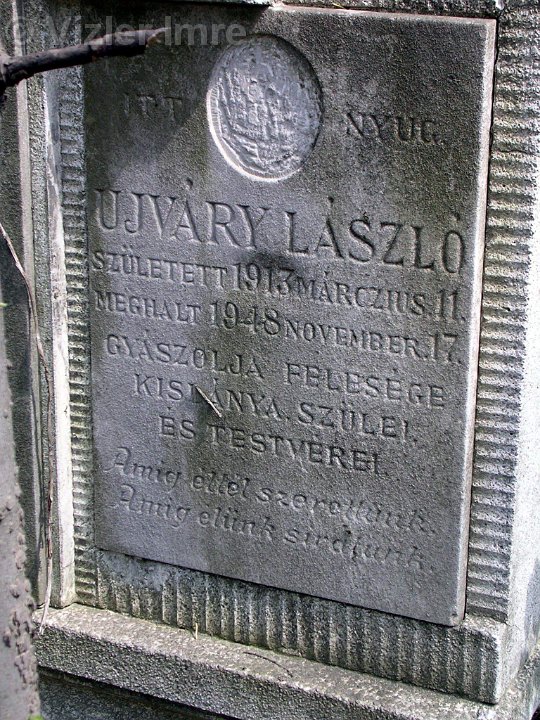 © Vizler Imre
ITT NYUG.
UJVÁRY LÁSZLÓ
SZÜLETETT 1913 MÁRCZIUS 11.
MEGHALT 1948 NOVEMBER 17.
GYÁSZOLJA FELESÉGE
KISLÁNYA, SZÜLEI,
ÉS TESTVÉREI.
Amig éltél szerettünk.
Amig élünk siratunk.